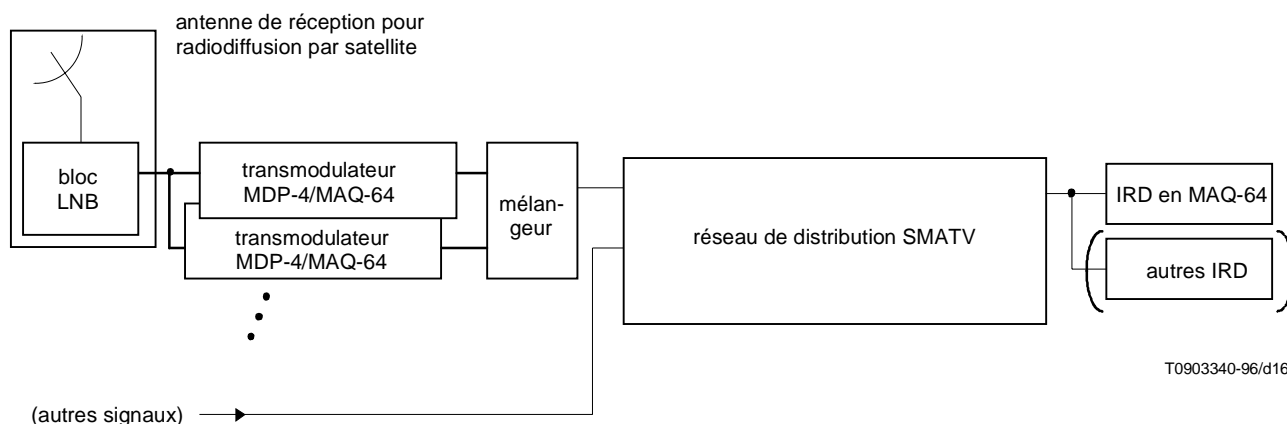 antenne de réception pour
radiodiffusion par satellite
bloc
LNB
transmodulateur
MDP-4/MAQ-64
transmodulateur
MDP-4/MAQ-64
mélan-
geur
réseau de distribution SMATV
IRD en MAQ-64
autres IRD
T0903340-96/d16
(autres signaux)